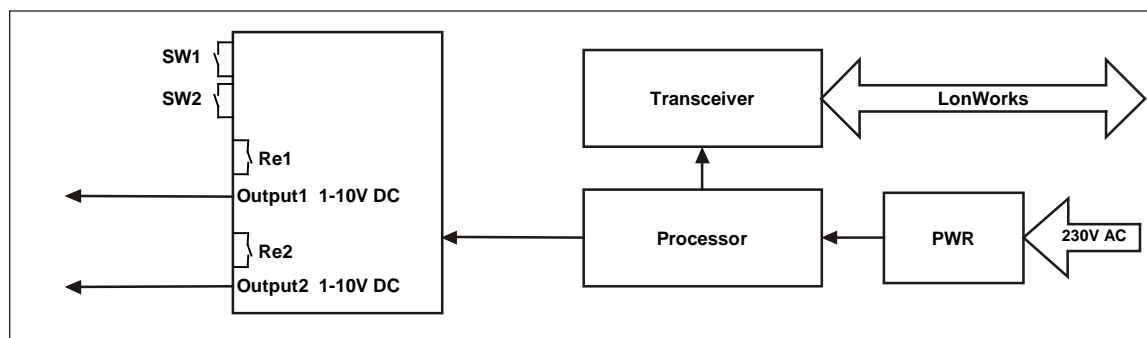 SW1
SW2
Re1
Output1 1-10V DC
Re2
Output2 1-10V DC
Transceiver
LonWorks
Processor
PWR
230V AC